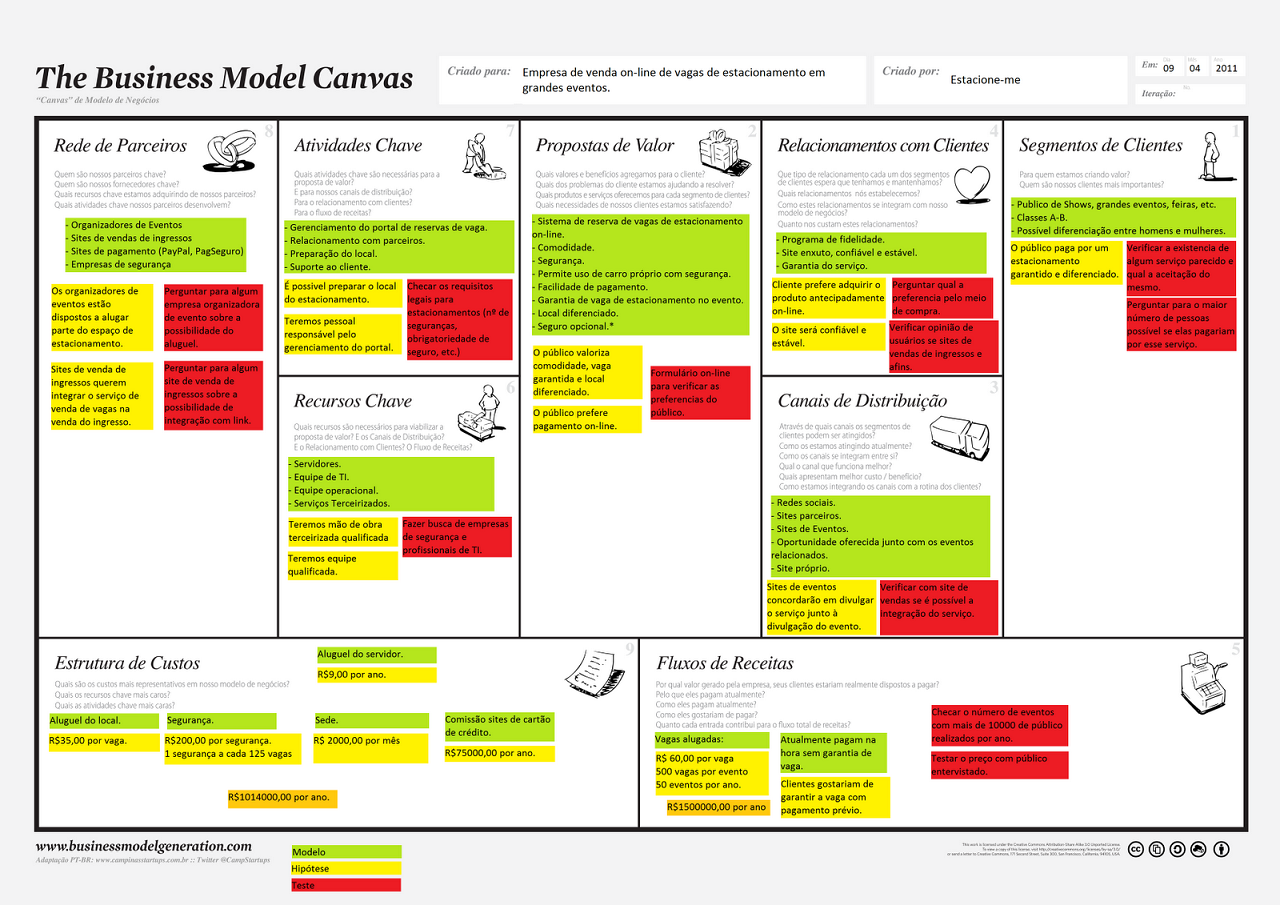 The Business Model Canvas
"Canvas" de Modelo de Negócios
Criado para:
Empresa de venda on-line de vagas de estacionamento em
grandes eventos.
Criado por:
Estacione-me
Em:
09
04
2011
Iteração:
8
Rede de Parceiros
Quem são nossos parceiros chave?
Quem são nossos fornecedores chave?
Quais recursos chave estamos adquirindo de nossos parceiros?
Quais atividades chave nossos parceiros desenvolvem?
- Organizadores de Eventos
- Sites de vendas de ingressos
- Sites de pagamento (PayPal, PagSeguro)
- Empresas de segurança
Os organizadores de
eventos estão
dispostos a alugar
parte do espaço de
estacionamento.
Perguntar para algum
empresa organizadora
de evento sobre a
possibilidade do
aluguel.
Sites de venda de
ingressos querem
integrar o serviço de
venda de vagas na
venda do ingresso.
Perguntar para algum
site de venda de
ingressos sobre a
possibilidade de
integração com link.
7
Atividades Chave
Quais atividades chave são necessárias para a
proposta de valor?
E para nossos canais de distribuição?
Para o relacionamento com clientes?
Para o fluxo de receitas?
- Gerenciamento do portal de reservas de vaga.
- Relacionamento com parceiros.
- Preparação do local.
- Suporte ao cliente.
É possivel preparar o local
do estacionamento.
Teremos pessoal
responsável pelo
gerenciamento do portal.
Checar os requisitos
legais para
estacionamentos (nº de
seguranças,
obrigatoriedade de
seguro, etc.)
6
Recursos Chave
Quais recursos são necessários para viabilizar a
proposta de valor? E os Canais de Distribuição?
E o Relacionamento com Clientes? O Fluxo de Receitas?
- Servidores.
- Equipe de TI.
- Equipe operacional.
- Serviços Terceirizados.
Teremos mão de obra
terceirizada qualificada
Teremos equipe
qualificada.
Fazer busca de empresas
de segurança e
profissionais de TI.
2
Propostas de Valor
Quais valores e benefícios agregamos para o cliente?
Quais dos problemas do cliente estamos ajudando a resolver?
Quais produtos e serviços oferecemos para cada segmento de clientes?
Quais necessidades de nossos clientes estamos satisfazendo?
- Sistema de reserva de vagas de estacionamento
on-line.
- Comodidade.
- Segurança.
- Permite uso de carro próprio com segurança.
- Facilidade de pagamento.
- Garantia de vaga de estacionamento no evento.
- Local diferenciado.
- Seguro opcional.*
O público valoriza
comodidade, vaga
garantida e local
diferenciado.
O público prefere
pagamento on-line.
Formulário on-line
para verificar as
preferencias do
público.
4
Relacionamentos com Clientes
Que tipo de relacionamento cada um dos segmentos
de clientes espera que tenhamos e mantenhamos?
Quais relacionamentos nós estabelecemos?
Como estes relacionamentos se integram com nosso
modelo de negócios?
Quanto nos custam estes relacionamentos?
- Programa de fidelidade.
- Site enxuto, confiável e estável.
- Garantia do serviço.
Cliente prefere adquirir o
produto antecipadamente
on-line.
O site será confiável e
estável.
Perguntar qual a
preferencia pelo meio
de compra.
Verificar opinião de
usuários se sites de
vendas de ingressos e
afins.
3
Canais de Distribuição
Através de quais canais os segmentos de
clientes podem ser atingidos?
Como os estamos atingindo atualmente?
Como os canais se integram entre si?
Qual o canal que funciona melhor?
Quais apresentam melhor custo / benefício?
Como estamos integrando os canais com a rotina dos clientes?
- Redes sociais.
- Sites parceiros.
- Sites de Eventos.
- Oportunidade oferecida junto com os eventos
relacionados.
- Site próprio.
Sites de eventos
concordarão em divulgar
o serviço junto à
divulgação do evento.
Verificar com site de
vendas se é possível a
integração do serviço.
1
Segmentos de Clientes
Para quem estamos criando valor?
Quem são nossos clientes mais importantes?
- Publico de Shows, grandes eventos, feiras, etc.
- Classes A-B.
- Possível diferenciação entre homens e mulheres.
O público paga por um
estacionamento
garantido e diferenciado.
Verificar a existencia de
algum serviço parecido e
qual a aceitação do
mesmo.
Perguntar para o maior
número de pessoas
possível se elas pagariam
por esse serviço.
9
Estrutura de Custos
Quais são os custos mais representativos em nosso modelo de negócios?
Quais os recursos chave mais caros?
Quais as atividades chave mais caras?
Aluguel do servidor.
R$9,00 por ano.
Aluguel do local.
R$35,00 por vaga.
Segurança.
R$200,00 por segurança.
1 segurança a cada 125 vagas
Sede.
R$ 2000,00 por mês
Comissão sites de cartão
de crédito.
R$75000,00 por ano.
R$1014000,00 por ano.
5
Fluxos de Receitas
Por qual valor gerado pela empresa, seus clientes estariam realmente dispostos a pagar?
Pelo que eles pagam atualmente?
Como eles pagam atualmente?
Como eles gostariam de pagar?
Quanto cada entrada contribui para o fluxo total de receitas?
Vagas alugadas:
R$ 60,00 por vaga
500 vagas por evento
50 eventos por ano.
R$1500000,00 por ano
Atualmente pagam na
hora sem garantia de
vaga.
Clientes gostariam de
garantir a vaga com
pagamento prévio.
Checar o número de eventos
com mais de 10000 de público
realizados por ano.
Testar o preço com público
entervistado.
www.businessmodelgeneration.com
Adaptação PT-BR: www.campinasstartups.com.br :: Twitter @CampStartups
Modelo
Hipótese
Teste